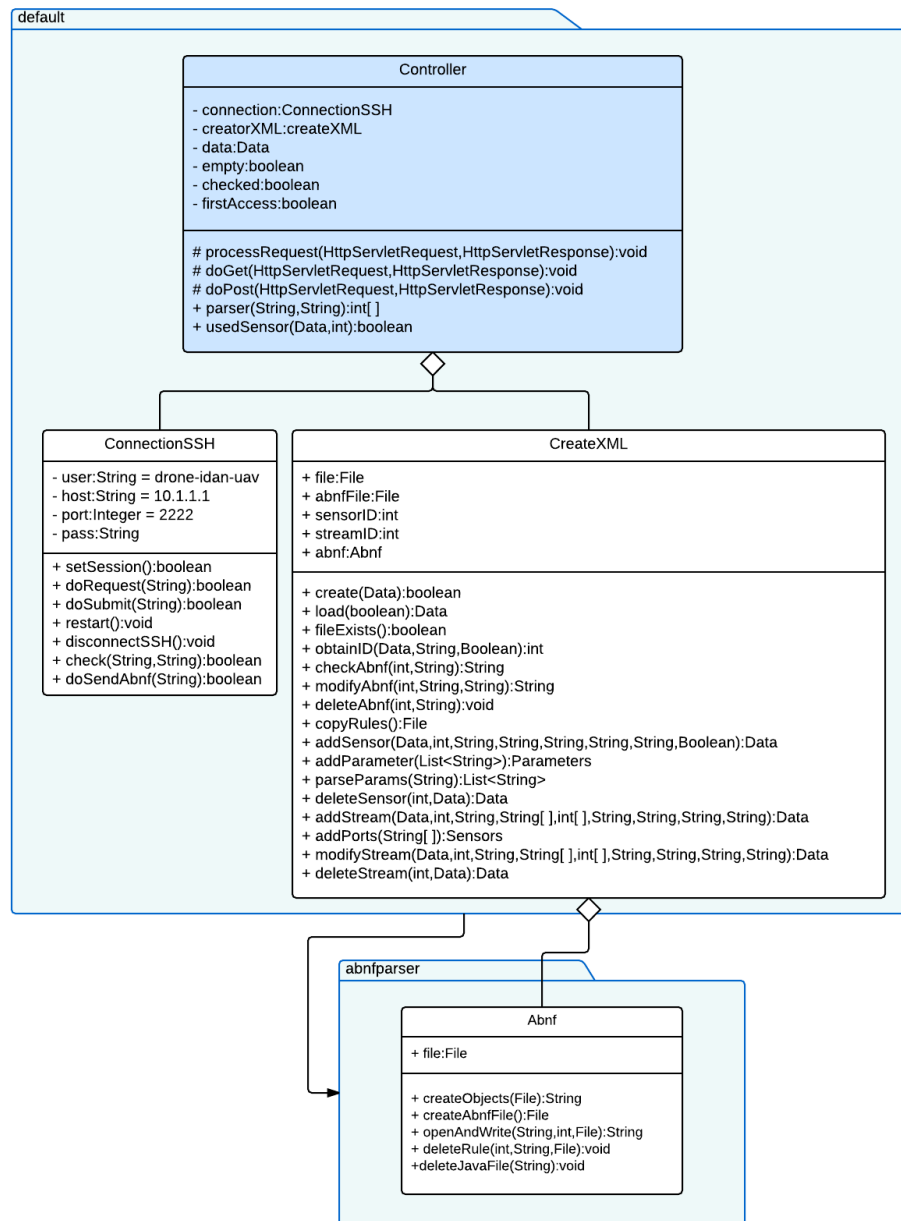 default
Controller
- connection:ConnectionSSH
- creatorXML:createXML
- data:Data
- empty:boolean
- checked:boolean
- firstAccess:boolean
# processRequest(HttpServletRequest,HttpServletResponse):void
# doGet(HttpServletRequest,HttpServletResponse):void
# doPost(HttpServletRequest,HttpServletResponse):void
+ parser(String,String):int[ ]
+ usedSensor(Data,int):boolean
ConnectionSSH
- user:String = drone-idan-uav
- host:String = 10.1.1.1
- port:Integer = 2222
- pass:String
+ setSession():boolean
+ doRequest(String):boolean
+ doSubmit(String):boolean
+ restart():void
+ disconnectSSH():void
+ check(String,String):boolean
+ doSendAbnf(String):boolean
CreateXML
+ file:File
+ abnfFile:File
+ sensorID:int
+ streamID:int
+ abnf:Abnf
+ create(Data):boolean
+ load(boolean):Data
+ fileExists():boolean
+ obtainID(Data,String,Boolean):int
+ checkAbnf(int,String):String
+ modifyAbnf(int,String,String):String
+ deleteAbnf(int,String):void
+ copyRules():File
+ addSensor(Data,int,String,String,String,String,String,Boolean):Data
+ addParameter(List<String>):Parameters
+ parseParams(String):List<String>
+ deleteSensor(int,Data):Data
+ addStream(Data,int,String,String[ ],int[ ],String,String,String,String):Data
+ addPorts(String[ ]):Sensors
+ modifyStream(Data,int,String,String[ ],int[ ],String,String,String,String):Data
+ deleteStream(int,Data):Data
abnfparser
Abnf
+ file:File
+ createObjects(File):String
+ createAbnfFile():File
+ openAndWrite(String,int,File):String
+ deleteRule(int,String,File):void
+deleteJavaFile(String):void